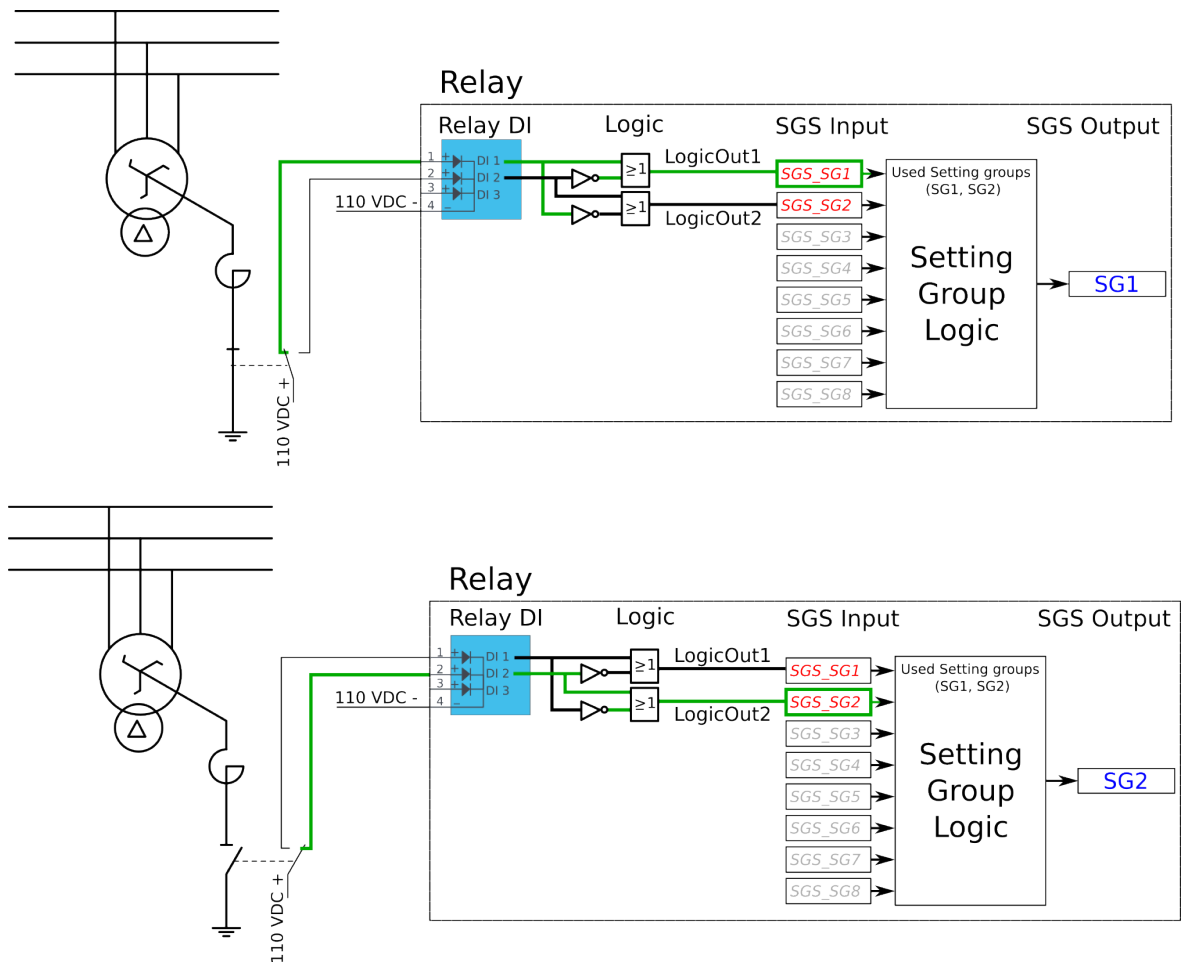 Relay
Relay DI
Logic
SGS Input
SGS Output
1
+
DI 1
2
+
DI 2
3
+
DI 3
4
−
110 VDC -
≥1
LogicOut1
≥1
LogicOut2
SGS_SG1
SGS_SG2
SGS_SG3
SGS_SG4
SGS_SG5
SGS_SG6
SGS_SG7
SGS_SG8
Used Setting groups
(SG1, SG2)
Setting
Group
Logic
SG1
Δ
110 VDC +
Relay
Relay DI
Logic
SGS Input
SGS Output
1
+
DI 1
2
+
DI 2
3
+
DI 3
4
−
110 VDC -
≥1
LogicOut1
≥1
LogicOut2
SGS_SG1
SGS_SG2
SGS_SG3
SGS_SG4
SGS_SG5
SGS_SG6
SGS_SG7
SGS_SG8
Used Setting groups
(SG1, SG2)
Setting
Group
Logic
SG2
Δ
110 VDC +